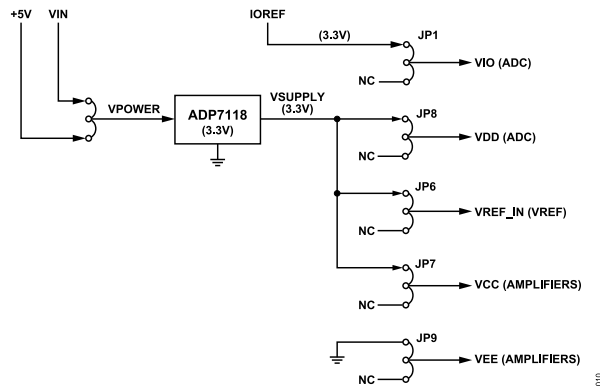 +5V VIN IOREF
(3.3V) JP1
VIO (ADC)
NC
VPOWER ADP7118
(3.3V) VSUPPLY
(3.3V) JP8
VDD (ADC)
NC
JP6
VREF_IN (VREF)
NC
JP7
VCC (AMPLIFIERS)
NC
JP9
VEE (AMPLIFIERS)
NC
010